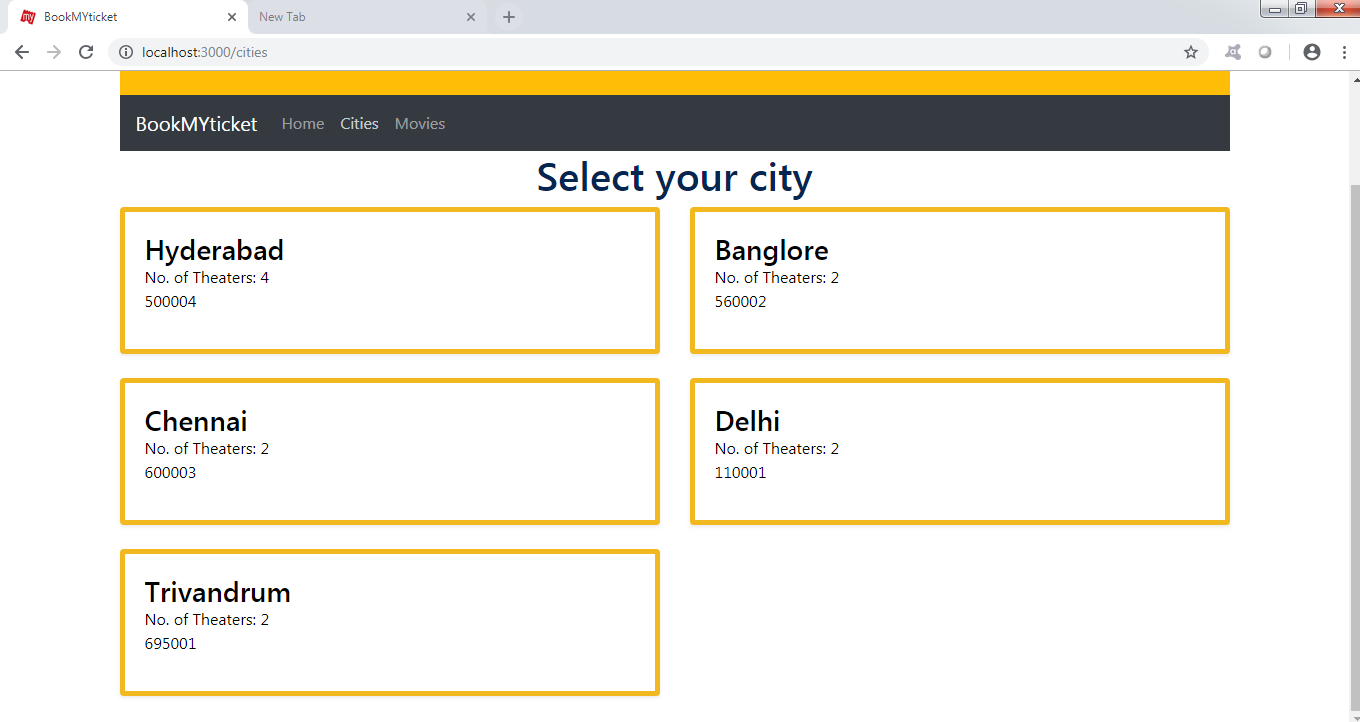 BookMYticket
New Tab
localhost:3000/cities
BookMYticket Home Cities Movies
Select your city
Hyderabad
No. of Theaters: 4
500004
Banglore
No. of Theaters: 2
560002
Chennai
No. of Theaters: 2
600003
Delhi
No. of Theaters: 2
110001
Trivandrum
No. of Theaters: 2
695001